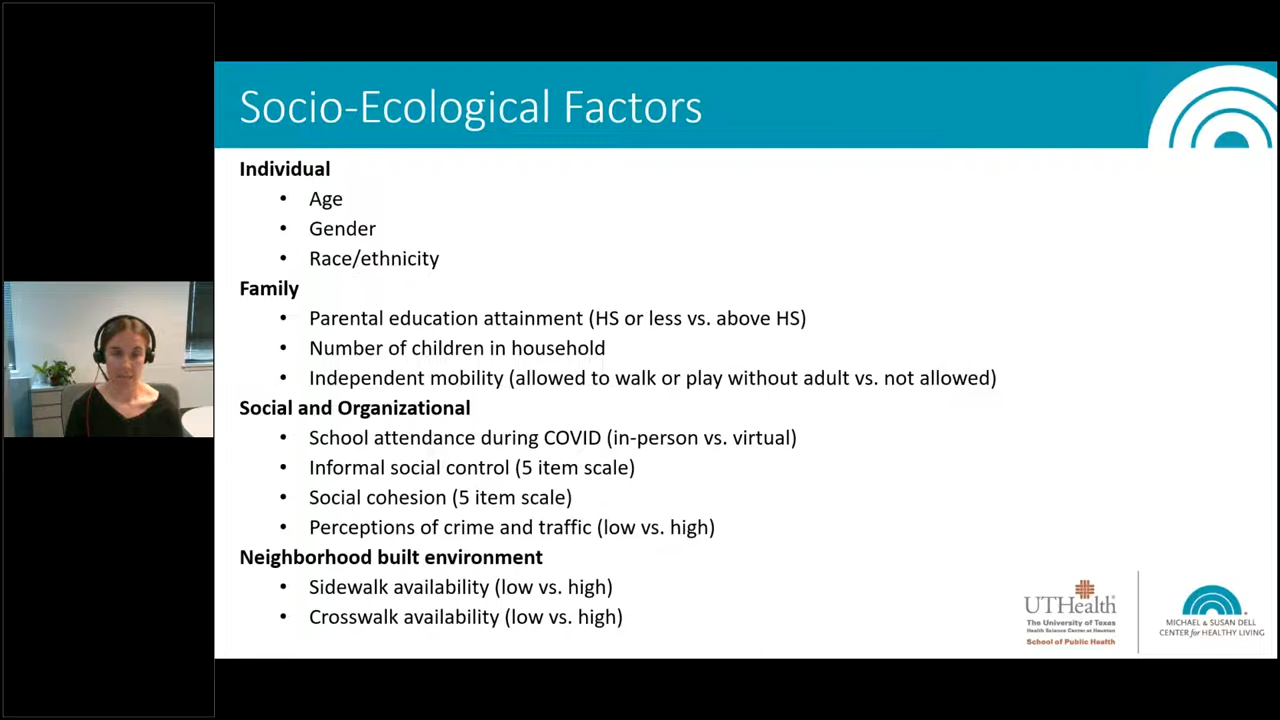 Socio-Ecological Factors
Individual
• Age
• Gender
• Race/ethnicity
Family
• Parental education attainment (HS or less vs. above HS)
• Number of children in household
• Independent mobility (allowed to walk or play without adult vs. not allowed)
Social and Organizational
• School attendance during COVID (in-person vs. virtual)
• Informal social control (5 item scale)
• Social cohesion (5 item scale)
• Perceptions of crime and traffic (low vs. high)
Neighborhood built environment
• Sidewalk availability (low vs. high)
• Crosswalk availability (low vs. high)
UTHealth
The University of Texas
Health Science Center at Houston
School of Public Health
MICHAEL & SUSAN DELL
CENTER for HEALTHY LIVING